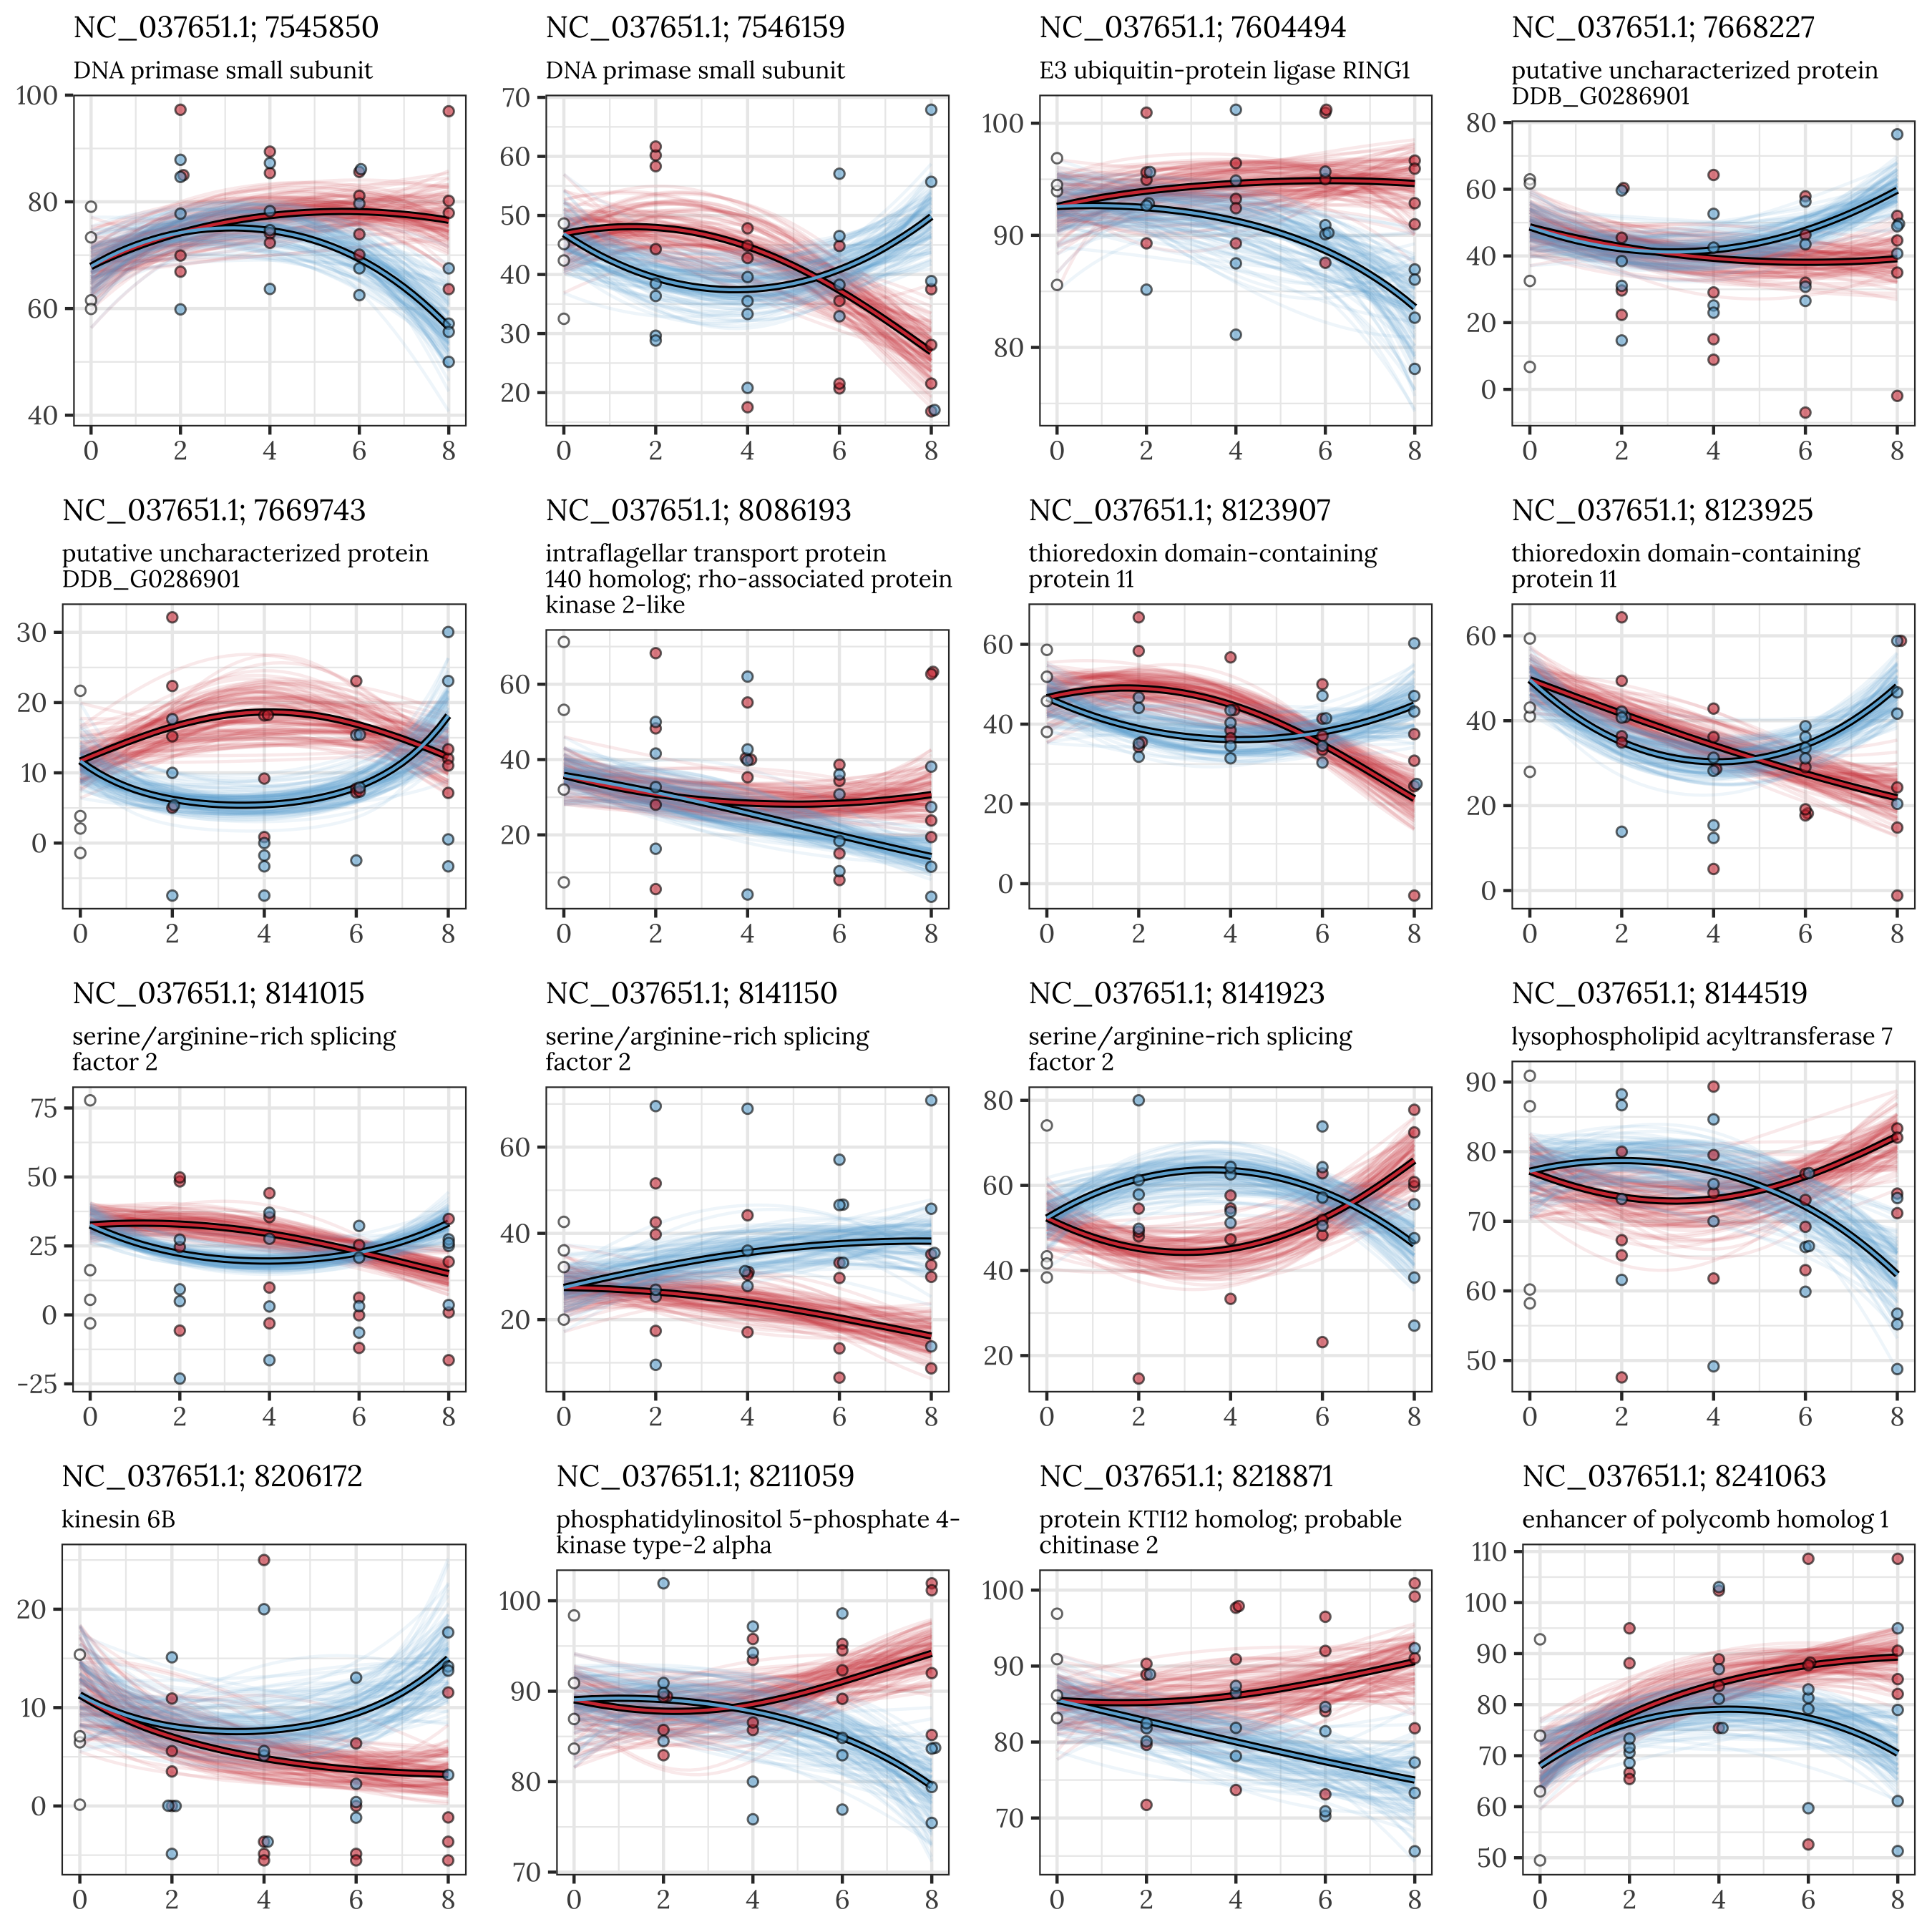 NC_037651.1; 7545850
DNA primase small subunit
100
80
60
40
0 2 4 6 8
NC_037651.1; 7546159
DNA primase small subunit
70
60
50
40
30
20
0 2 4 6 8
NC_037651.1; 7604494
E3 ubiquitin-protein ligase RING1
100
90
80
0 2 4 6 8
NC_037651.1; 7668227
putative uncharacterized protein
DDB_G0286901
80
60
40
20
0
0 2 4 6 8
NC_037651.1; 7669743
putative uncharacterized protein
DDB_G0286901
30
20
10
0
0 2 4 6 8
NC_037651.1; 8086193
intraflagellar transport protein
140 homolog; rho-associated protein
kinase 2-like
60
40
20
0 2 4 6 8
NC_037651.1; 8123907
thioredoxin domain-containing
protein 11
60
40
20
0
0 2 4 6 8
NC_037651.1; 8123925
thioredoxin domain-containing
protein 11
60
40
20
0
0 2 4 6 8
NC_037651.1; 8141015
serine/arginine-rich splicing
factor 2
75
50
25
0
-25
0 2 4 6 8
NC_037651.1; 8141150
serine/arginine-rich splicing
factor 2
60
40
20
0 2 4 6 8
NC_037651.1; 8141923
serine/arginine-rich splicing
factor 2
80
60
40
20
0 2 4 6 8
NC_037651.1; 8144519
lysophospholipid acyltransferase 7
90
80
70
60
50
0 2 4 6 8
NC_037651.1; 8206172
kinesin 6B
20
10
0
0 2 4 6 8
NC_037651.1; 8211059
phosphatidylinositol 5-phosphate 4-
kinase type-2 alpha
100
90
80
70
0 2 4 6 8
NC_037651.1; 8218871
protein KTI12 homolog; probable
chitinase 2
100
90
80
70
0 2 4 6 8
NC_037651.1; 8241063
enhancer of polycomb homolog 1
110
100
90
80
70
60
50
0 2 4 6 8